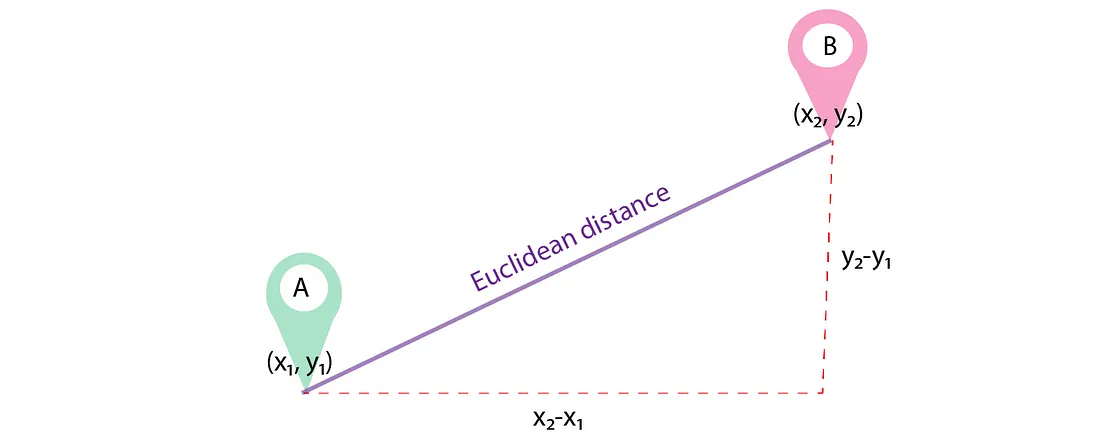 B
(x₂, y₂)
Euclidean distance
y₂-y₁
A
(x₁, y₁)
x₂-x₁